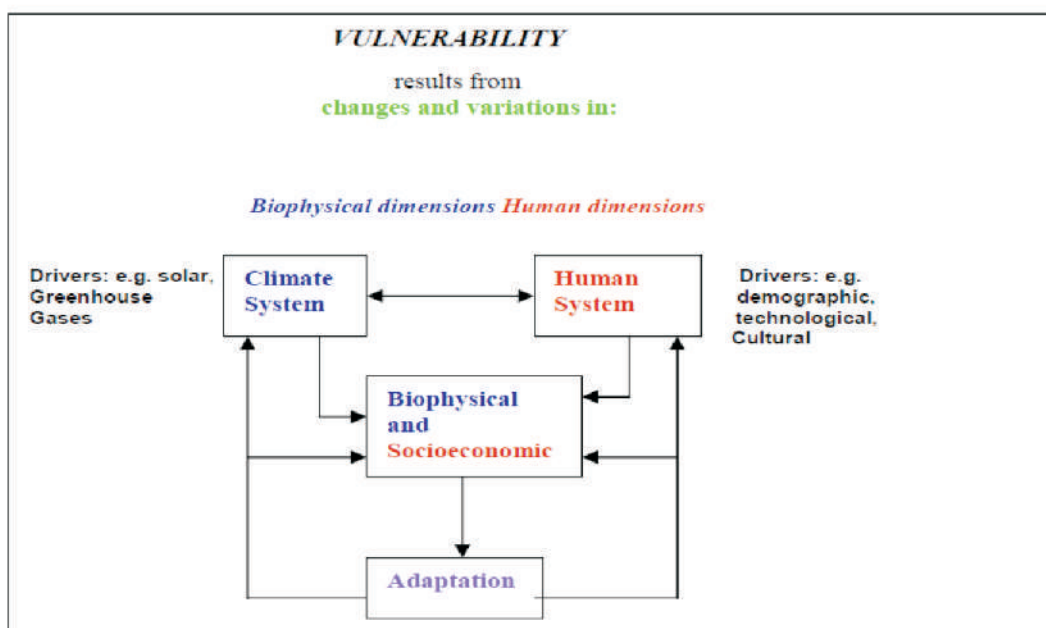 VULNERABILITY
results from
changes and variations in:
Biophysical dimensions Human dimensions
Drivers: e.g. solar,
Greenhouse
Gases
Climate
System
Human
System
Drivers: e.g.
demographic,
technological,
Cultural
Biophysical
and
Socioeconomic
Adaptation